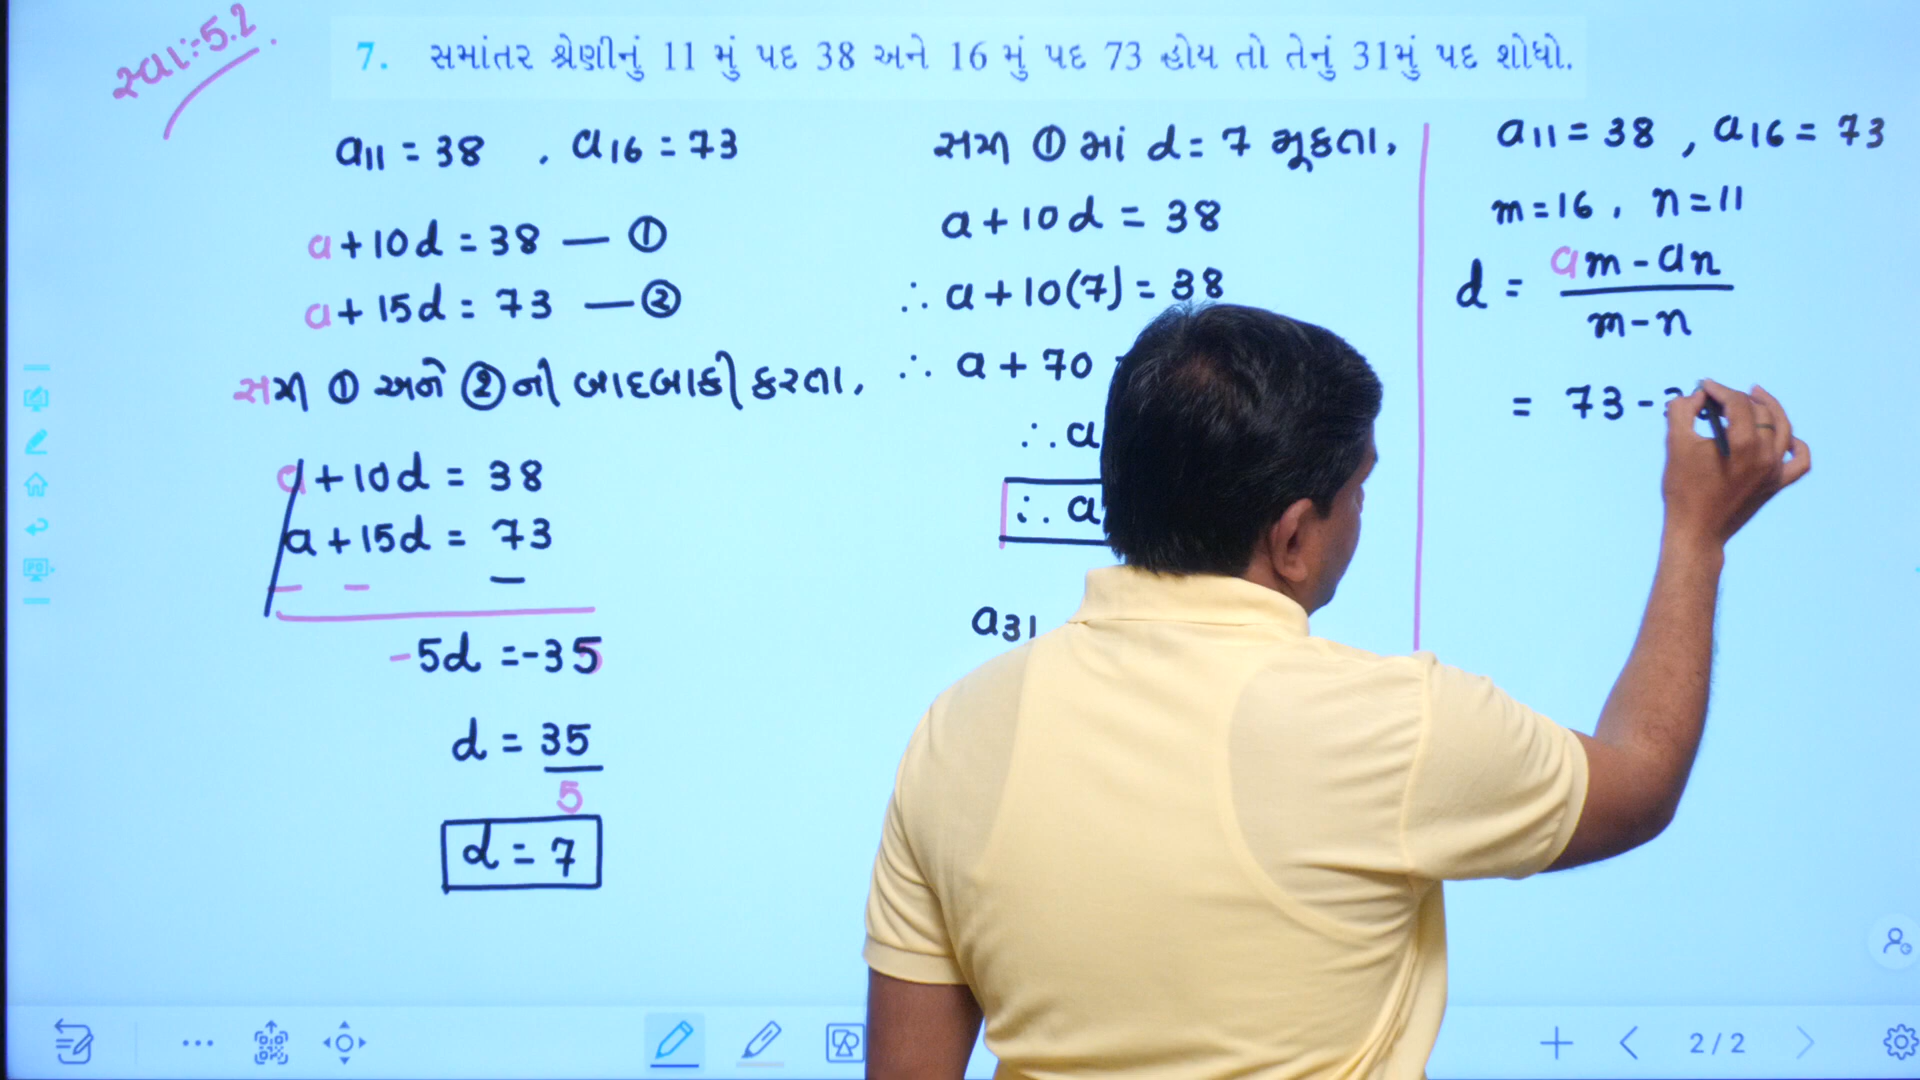 સ્વા:-5.2
7. સમાંતર શ્રેણીનું 11 મું પદ 38 અને 16 મું પદ 73 હોય તો તેનું 31મું પદ શોધો.
a11 = 38 , a16 = 73
a + 10d = 38 — ①
a + 15d = 73 — ②
સમી ① અને ② ની બાદબાકી કરતા,
a + 10d = 38
a + 15d = 73
– – –
-5d = -35
d = 35
5
d = 7
સમી ① માં d = 7 મૂકતા,
a + 10d = 38
∴ a + 10(7) = 38
∴ a + 70
∴ a
∴ a
a31
a11 = 38 , a16 = 73
m = 16 , n = 11
d = am - an
m - n
= 73 -
2/2